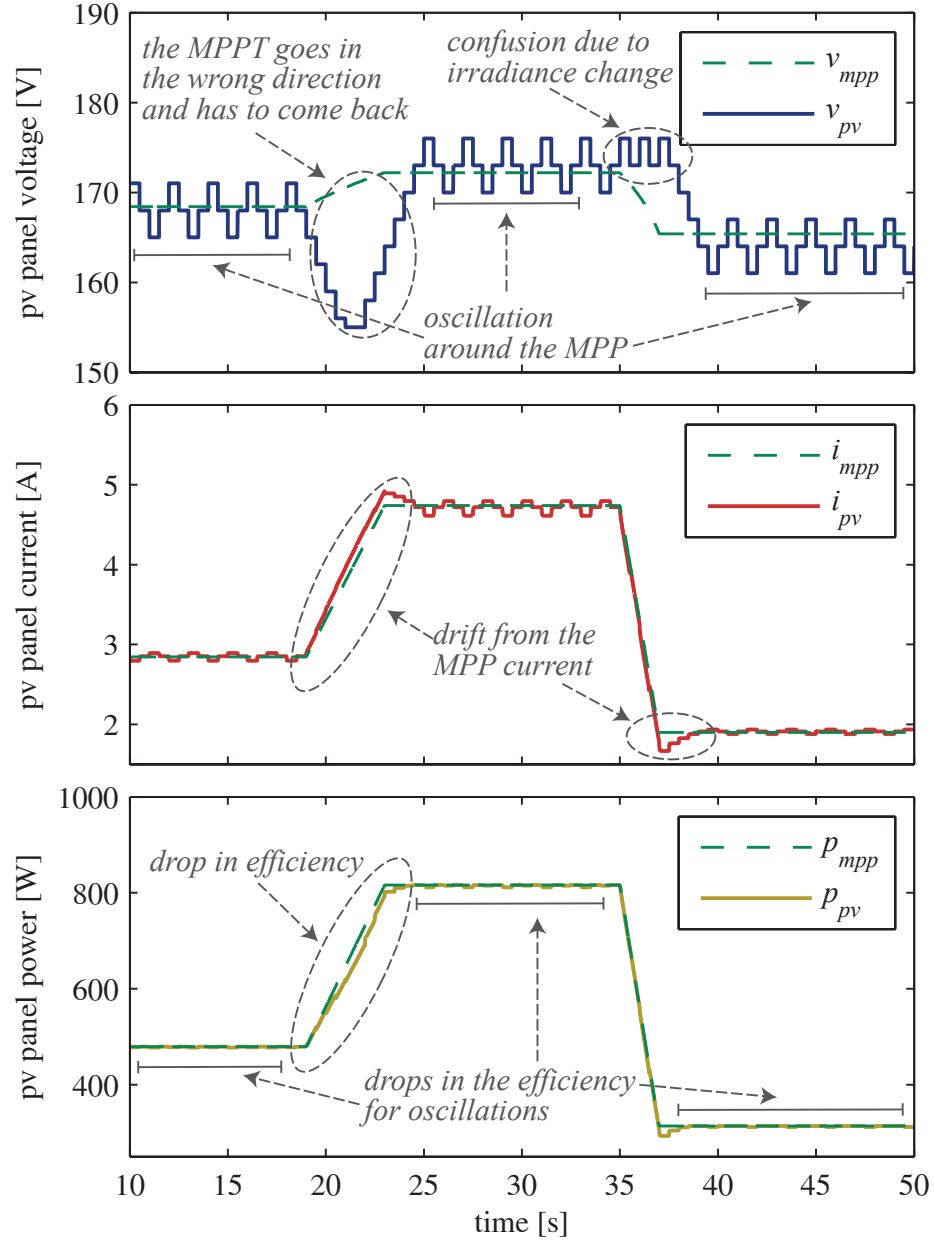 190
180
170
160
150
pv panel voltage [V]
the MPPT goes in
the wrong direction
and has to come back
confusion due to
irradiance change
v_mpp
v_pv
oscillation
around the MPP
6
5
4
3
2
pv panel current [A]
i_mpp
i_pv
drift from the
MPP current
1000
800
600
400
pv panel power [W]
drop in efficiency
p_mpp
p_pv
drops in the efficiency
for oscillations
10 15 20 25 30 35 40 45 50
time [s]